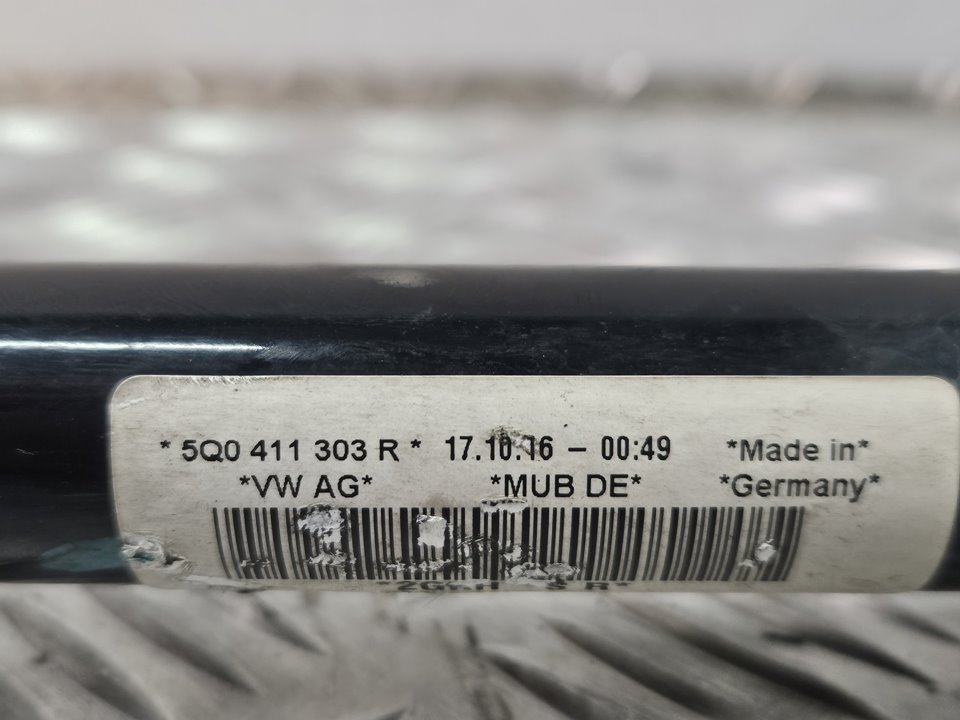 * 5Q0 411 303 R * 17.10.16 – 00:49 *Made in*
*VW AG* *MUB DE* *Germany*